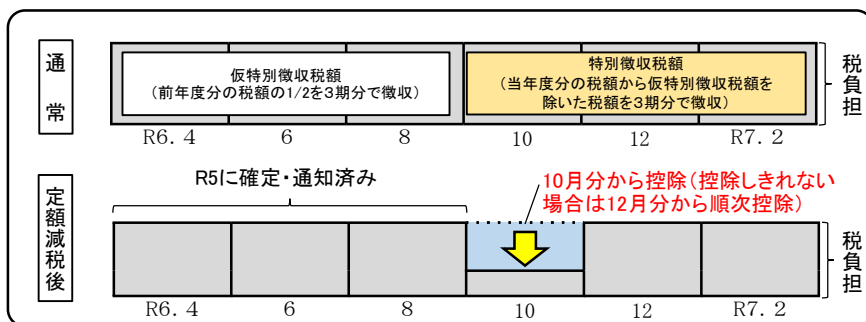 通常
仮特別徴収税額
(前年度分の税額の1/2を3期分で徴収)
特別徴収税額
(当年度分の税額から仮特別徴収税額を
除いた税額を3期分で徴収)
税負担
R6.4 6 8 10 12 R7.2
R5に確定・通知済み
10月分から控除(控除しきれない
場合は12月分から順次控除)
定額減税後
税負担
R6.4 6 8 10 12 R7.2